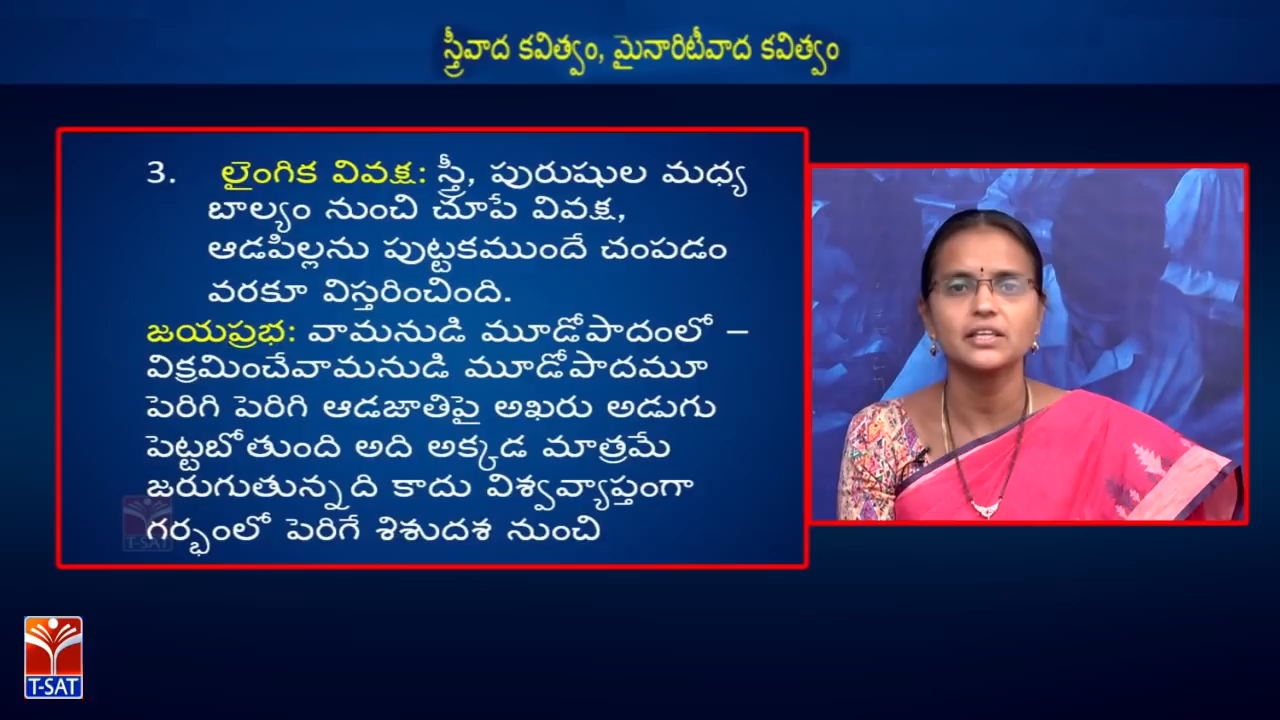 స్త్రీవాద కవిత్వం, మైనారిటీవాద కవిత్వం
3. లైంగిక వివక్ష: స్త్రీ, పురుషుల మధ్య
బాల్యం నుంచి చూపే వివక్ష,
ఆడపిల్లను పుట్టకముందే చంపడం
వరకూ విస్తరించింది.
జయప్రభ: వామనుడి మూడోపాదంలో –
విక్రమించేవామనుడి మూడోపాదమూ
పెరిగి పెరిగి ఆడజాతిపై అఖరు అడుగు
పెట్టబోతుంది అది అక్కడ మాత్రమే
జరుగుతున్నది కాదు విశ్వవ్యాప్తంగా
గర్భంలో పెరిగే శిశుదశ నుంచి
T-SAT
T-SAT